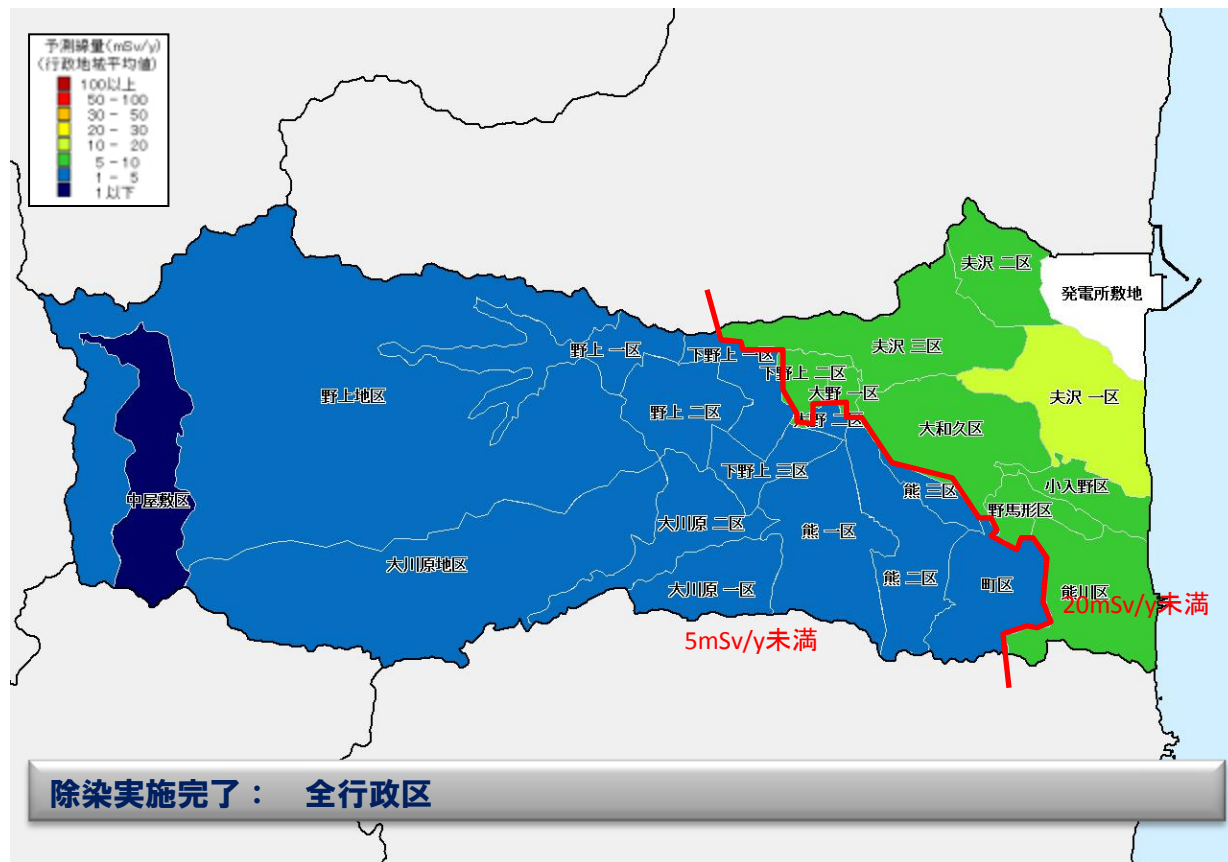 予測線量(mSv/y)
(行政地域平均値)
100以上
50-100
30-50
20-30
10-20
5-10
1-5
1以下
夫沢 二区
発電所敷地
夫沢 三区
野上 一区
下野上 一区
下野上 二区
大野 一区
夫沢 一区
野上地区
野上 二区
大野 二区
大和久区
下野上 三区
熊 三区
小入野区
中屋敷区
野馬形区
大川原 二区
熊 一区
大川原地区
大川原 一区
熊 二区
町区
熊川区
20mSv/y未満
5mSv/y未満
除染実施完了： 全行政区